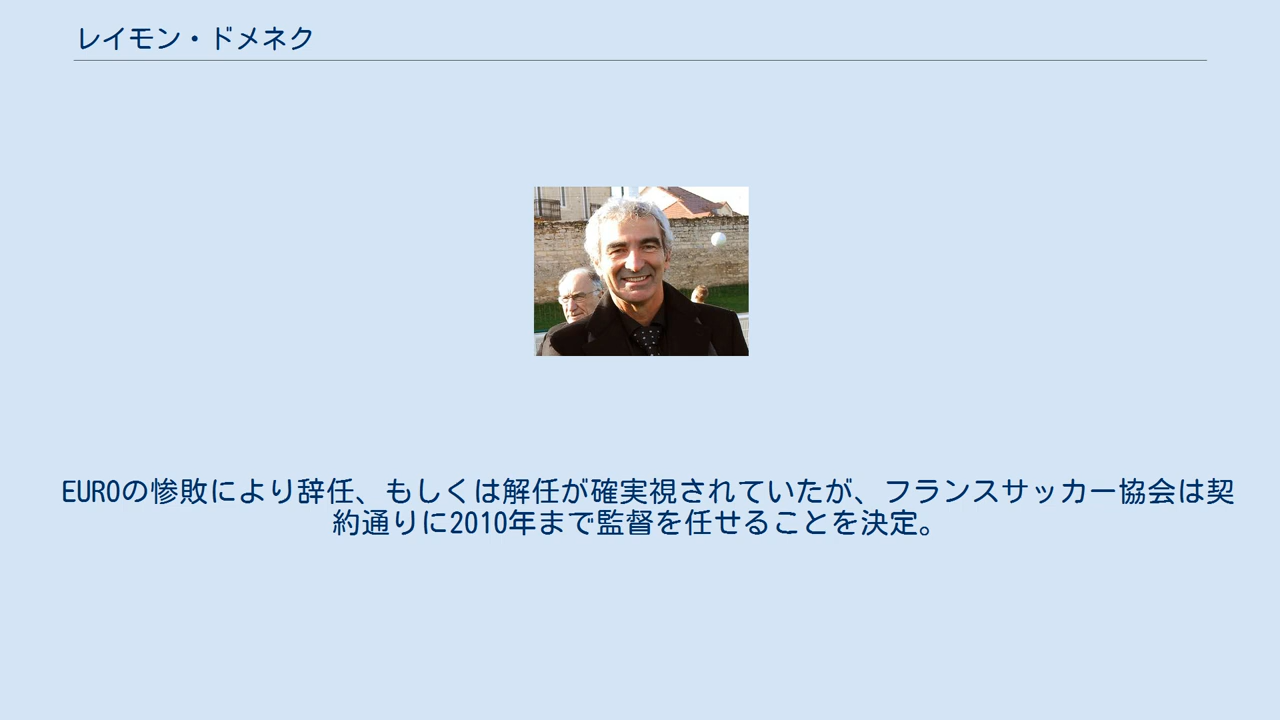 レイモン・ドメネク
EUROの惨敗により辞任、もしくは解任が確実視されていたが、フランスサッカー協会は契
約通りに2010年まで監督を任せることを決定。